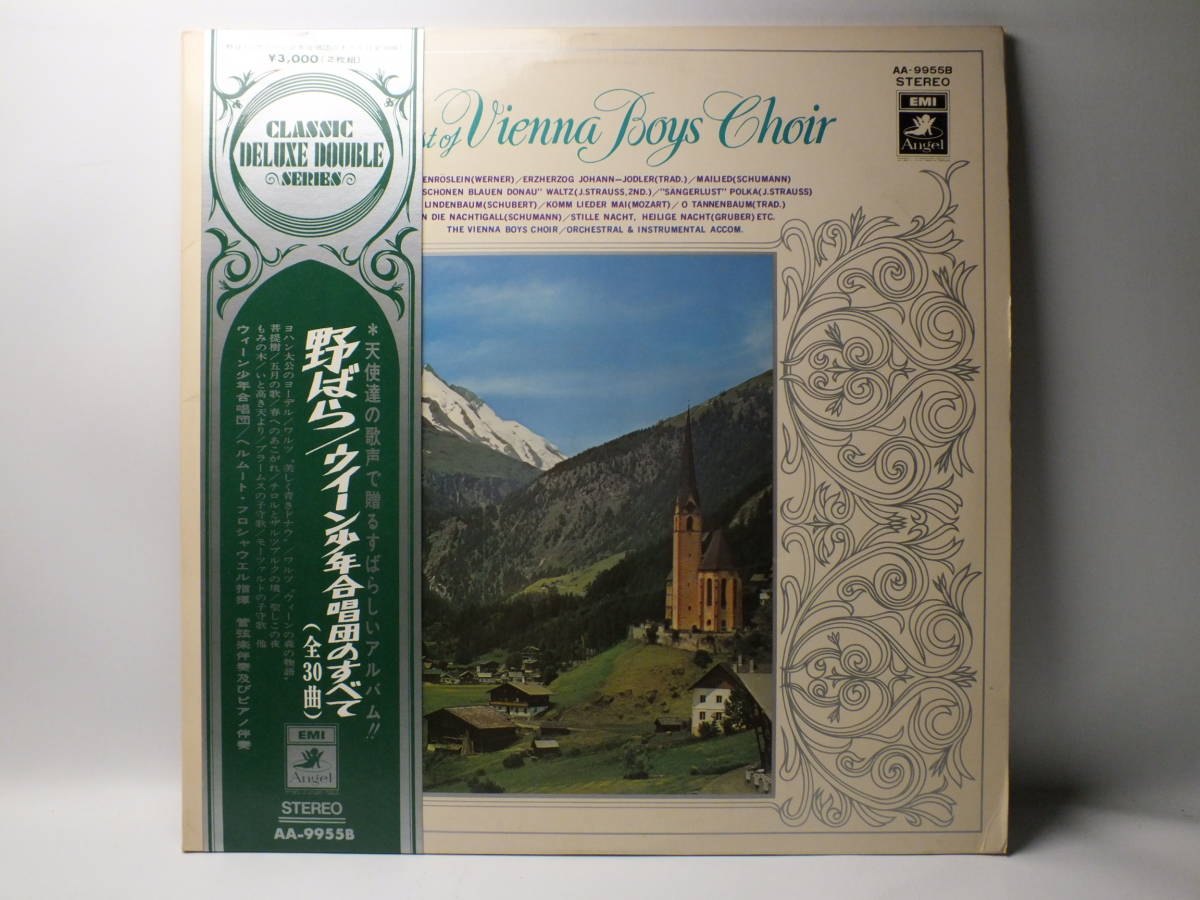 ¥3,000(2枚組)
CLASSIC
DELUXE DOUBLE
SERIES
*天使達の歌声で贈るすばらしいアルバム!!
野ばら/ウイーン少年合唱団のすべて
(全30曲)
ヨハン大公のヨーデル/ワルツ“美しく青きドナウ”/ワルツ“ヴィーンの森の物語”
菩提樹/五月の歌/春へのあこがれ/チロルとザルツブルクの境/聖しこの夜
もみの木/いと高き天より/ブラームスの子守歌/モーツァルトの子守歌 他
ウィーン少年合唱団/ヘルムート・フロシャウエル指揮 管弦楽伴奏及びピアノ伴奏
EMI
Angel
STEREO
AA-9955B
AA-9955B
STEREO
EMI
Angel
st of Vienna Boys Choir
ENRÖSLEIN(WERNER)/ERZHERZOG JOHANN—JODLER(TRAD.)/MAILIED(SCHUMANN)
SCHONEN BLAUEN DONAU" WALTZ(J.STRAUSS,2ND.)/"SANGERLUST" POLKA(J.STRAUSS)
LINDENBAUM(SCHUBERT)/KOMM LIEDER MAI(MOZART)/O TANNENBAUM(TRAD.)
N DIE NACHTIGALL(SCHUMANN)/STILLE NACHT, HEILIGE NACHT(GRUBER) ETC.
THE VIENNA BOYS CHOIR/ORCHESTRAL & INSTRUMENTAL ACCOM.